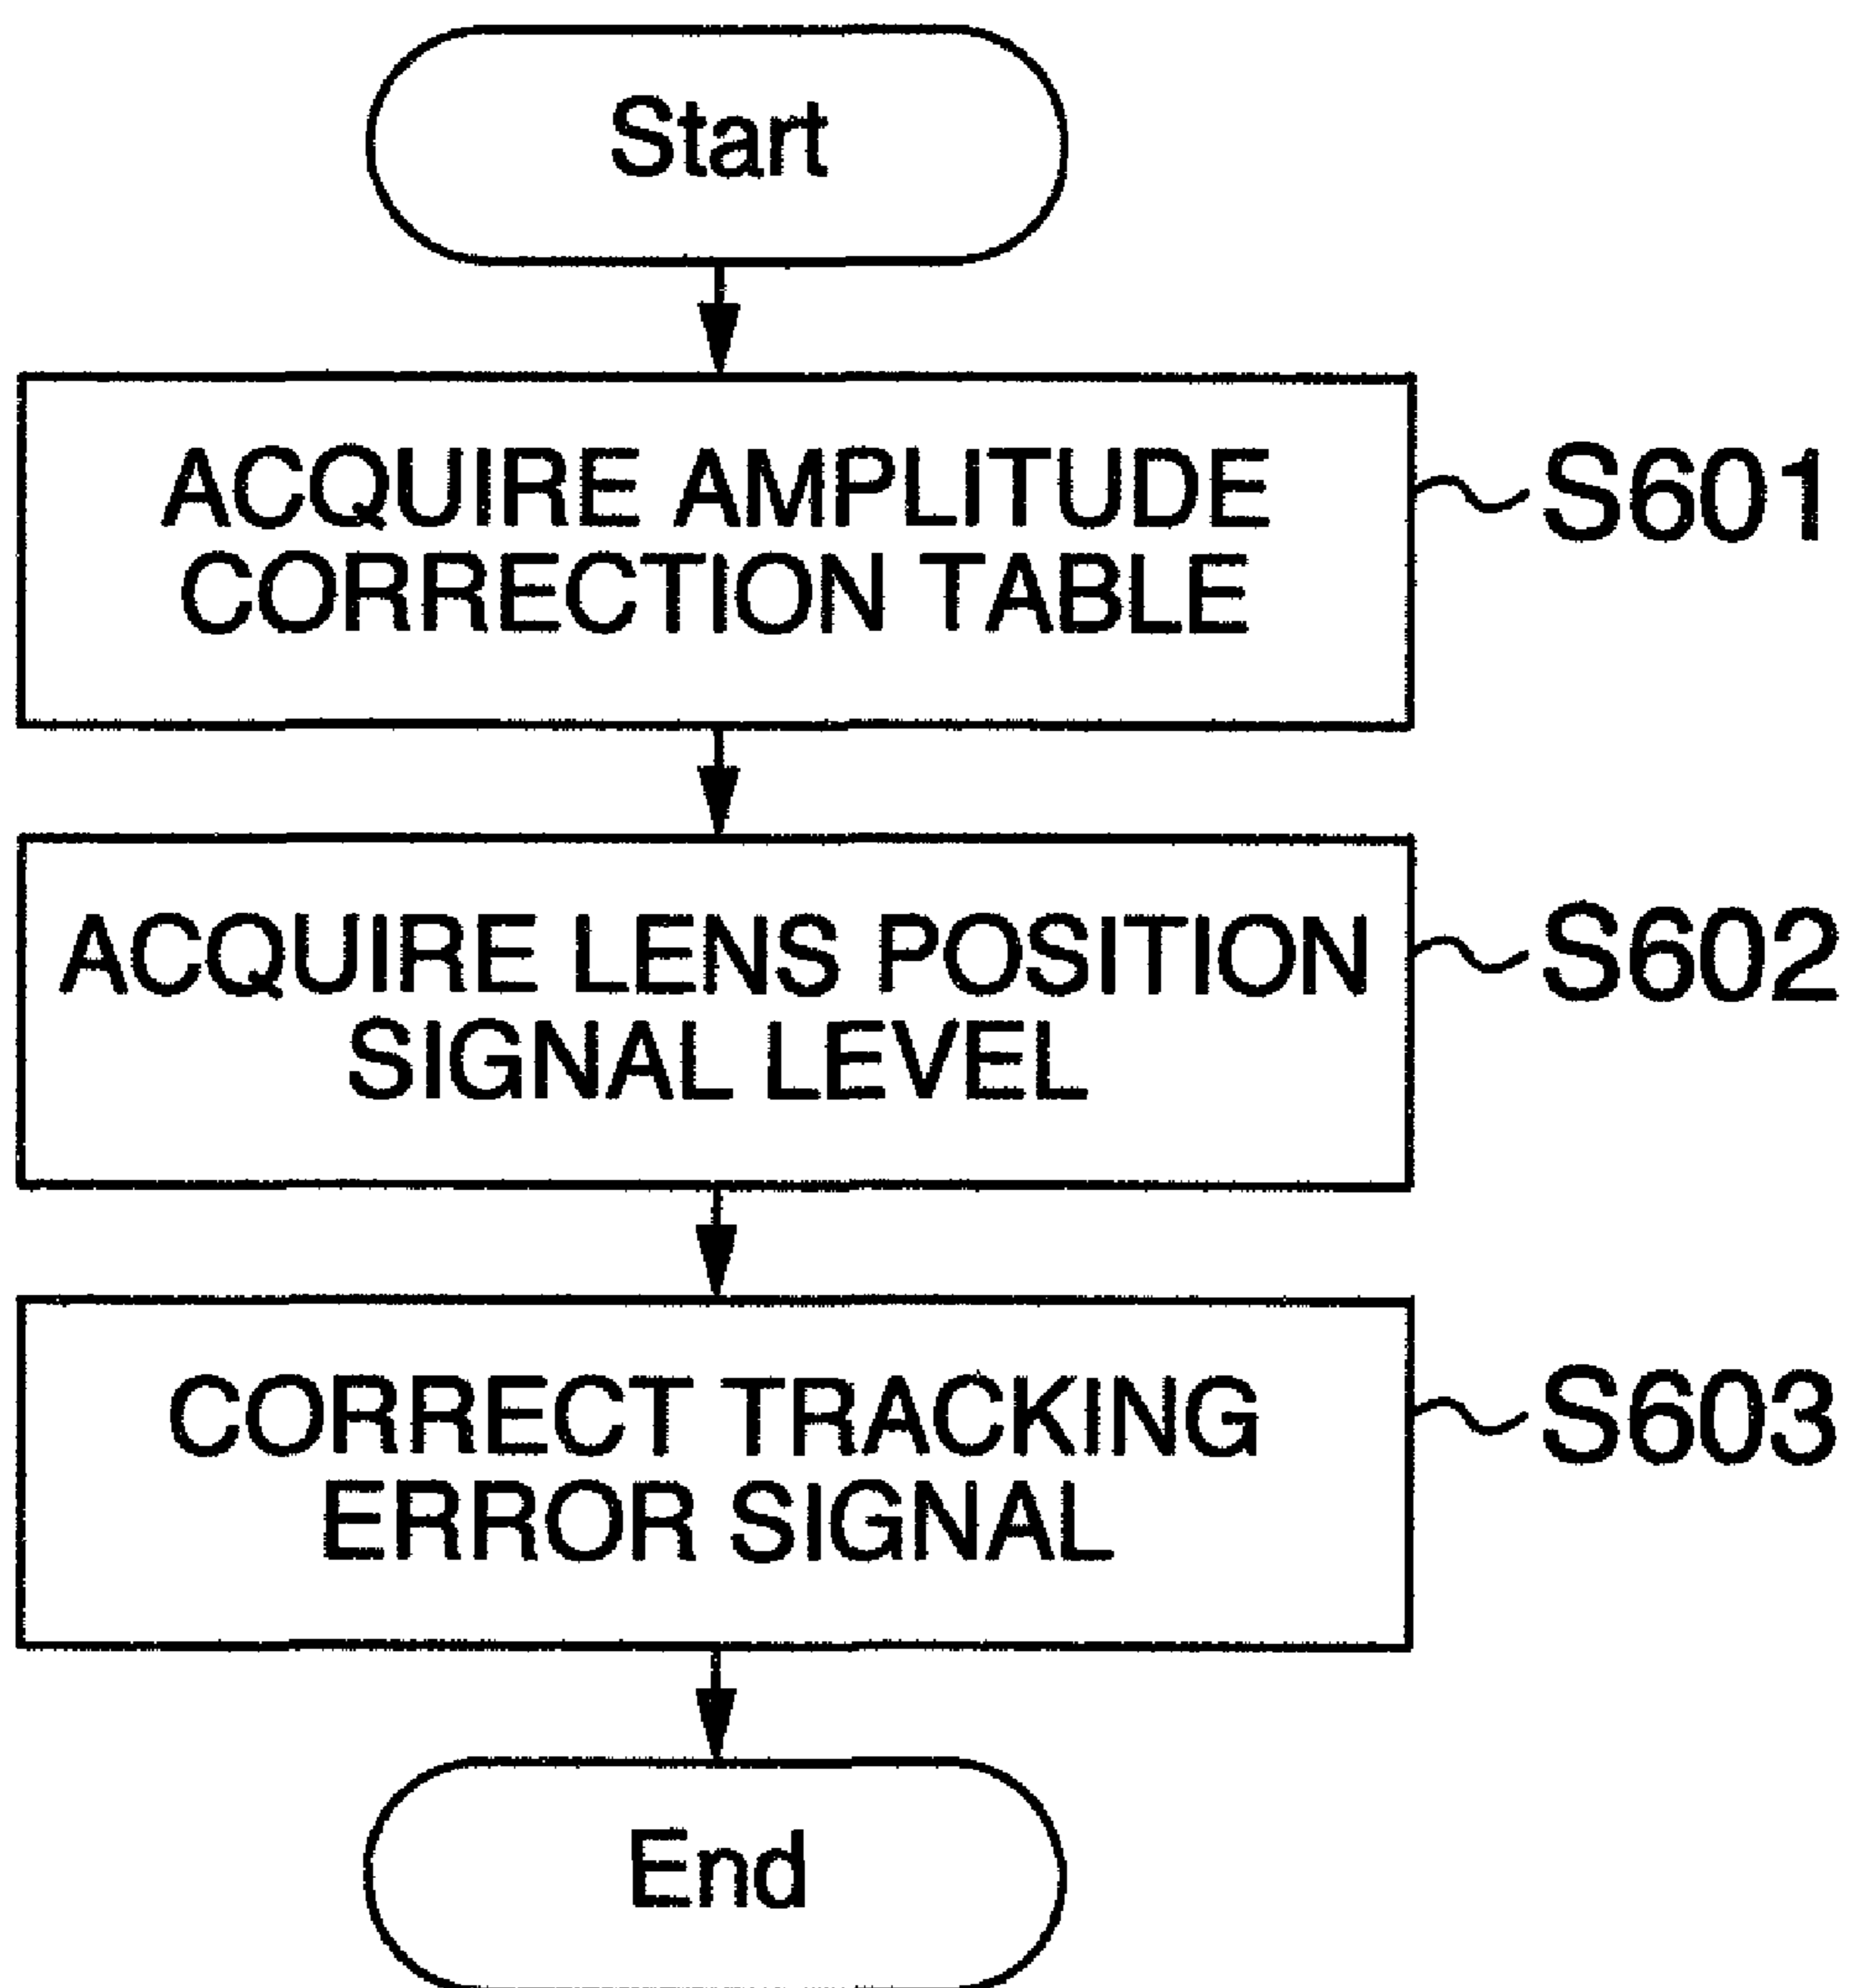 Start
ACQUIRE AMPLITUDE
CORRECTION TABLE
S601
ACQUIRE LENS POSITION
SIGNAL LEVEL
S602
CORRECT TRACKING
ERROR SIGNAL
S603
End